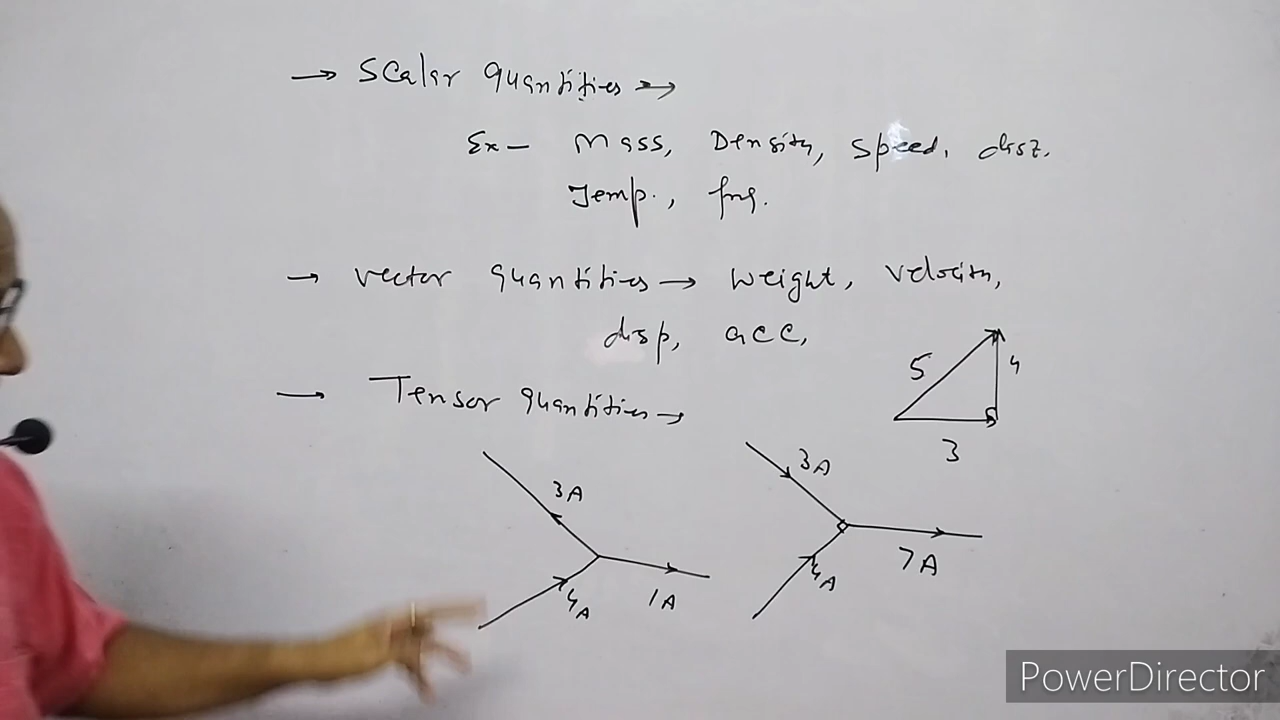 → Scalar quantities →
Ex - Mass, Density, Speed, dist.
Temp.,
→ vector quantities → weight, velocity,
disp, acc,
→ Tensor quantities →
5
4
3
3A
4A
1A
3A
4A
7A
PowerDirector